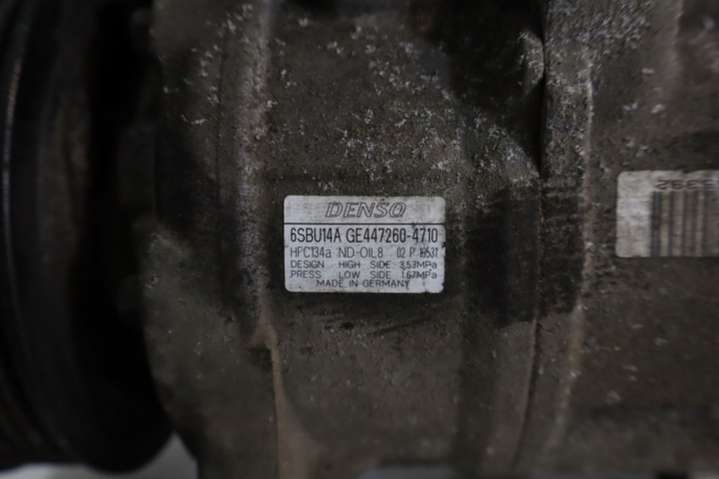 DENSO
6SBU14A GE447260-4710
HFC134a ND-OIL8 02 P
DESIGN HIGH SIDE 3.53MPa
PRESS LOW SIDE 1.67MPa
MADE IN GERMANY